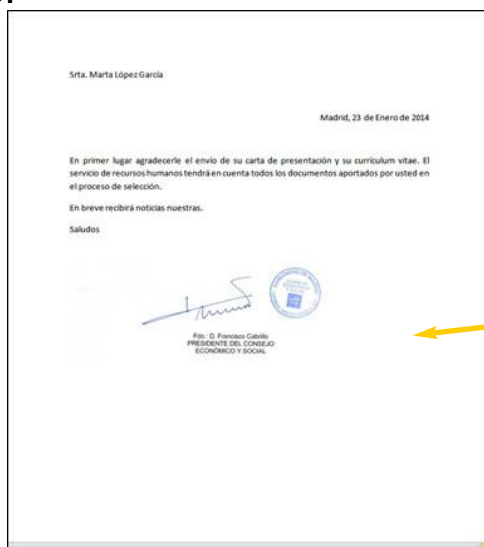 Srta. Marta López García
Madrid, 23 de Enero de 2014
En primer lugar agradecerle el envío de su carta de presentación y su curriculum vitae. El
servicio de recursos humanos tendrá en cuenta todos los documentos aportados por usted en
el proceso de selección.
En breve recibirá noticias nuestras.
Saludos
Fdo.: D. Francisco Cabrillo
PRESIDENTE DEL CONSEJO
ECONÓMICO Y SOCIAL